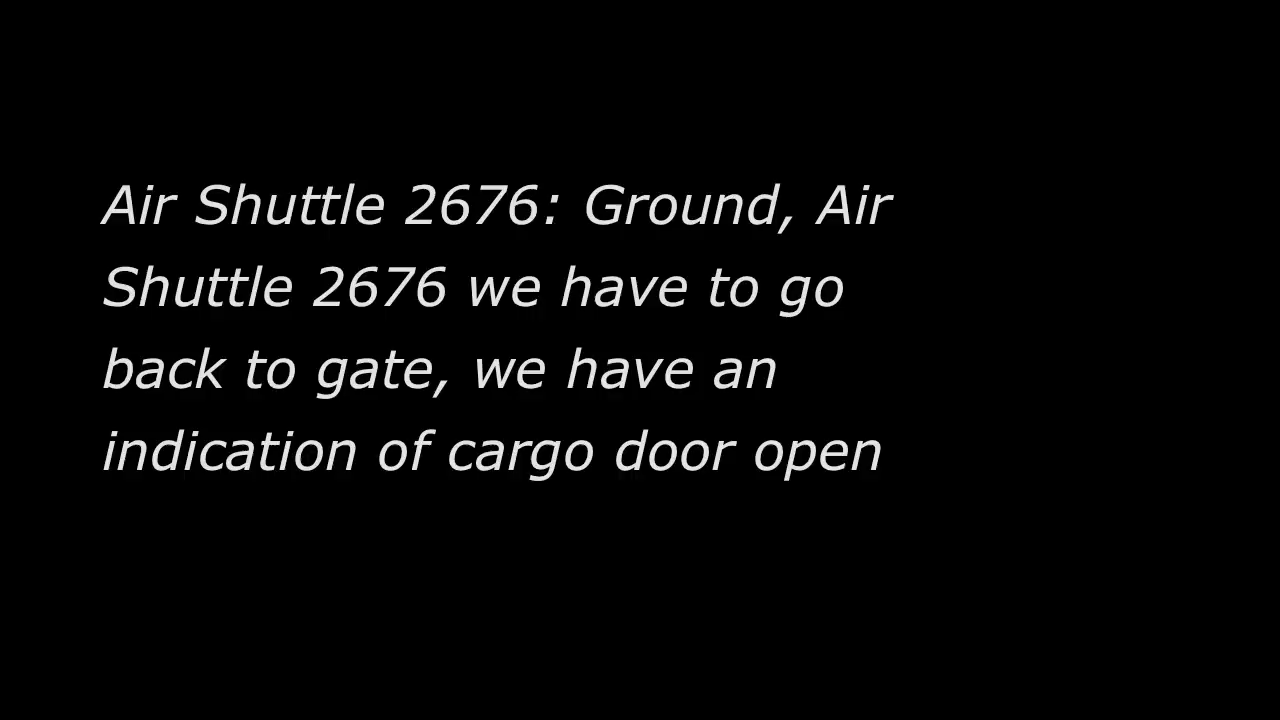 Air Shuttle 2676: Ground, Air
Shuttle 2676 we have to go
back to gate, we have an
indication of cargo door open